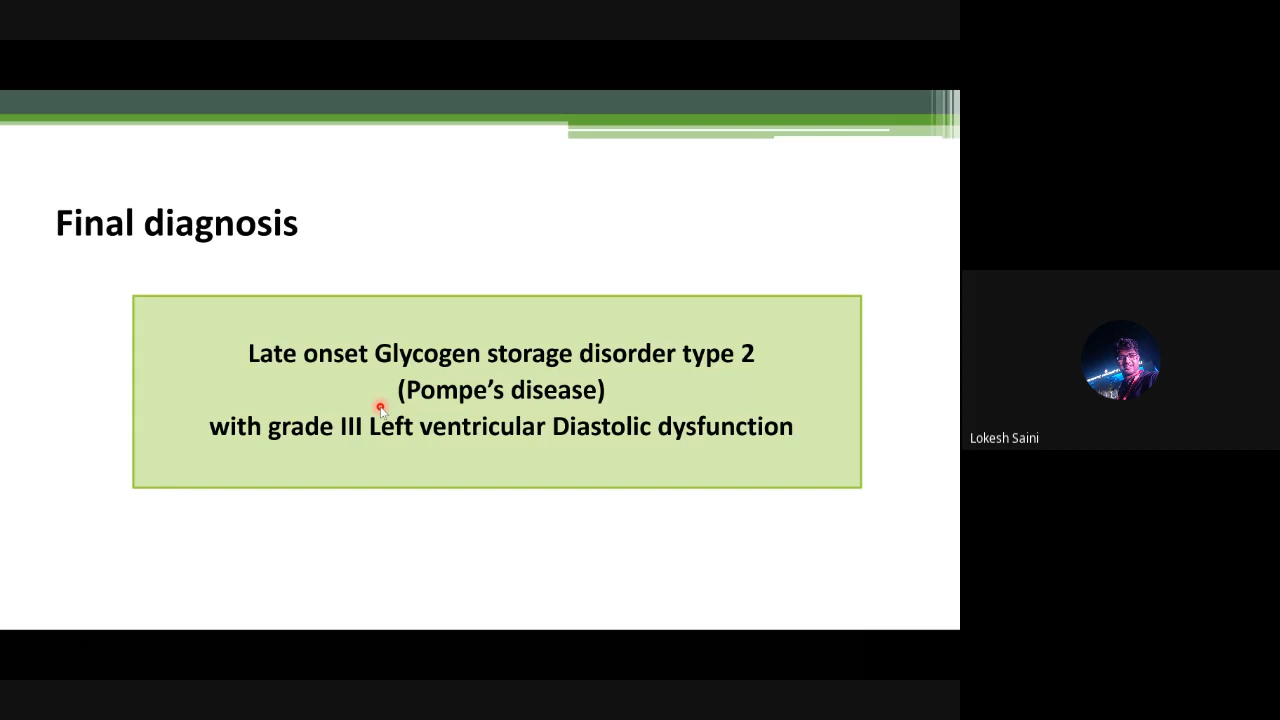 Final diagnosis
Late onset Glycogen storage disorder type 2
(Pompe’s disease)
with grade III Left ventricular Diastolic dysfunction
Lokesh Saini